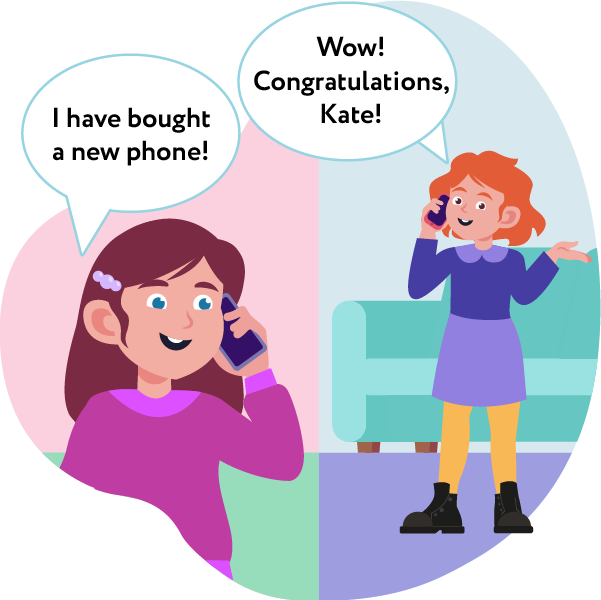 I have bought
a new phone!
Wow!
Congratulations,
Kate!